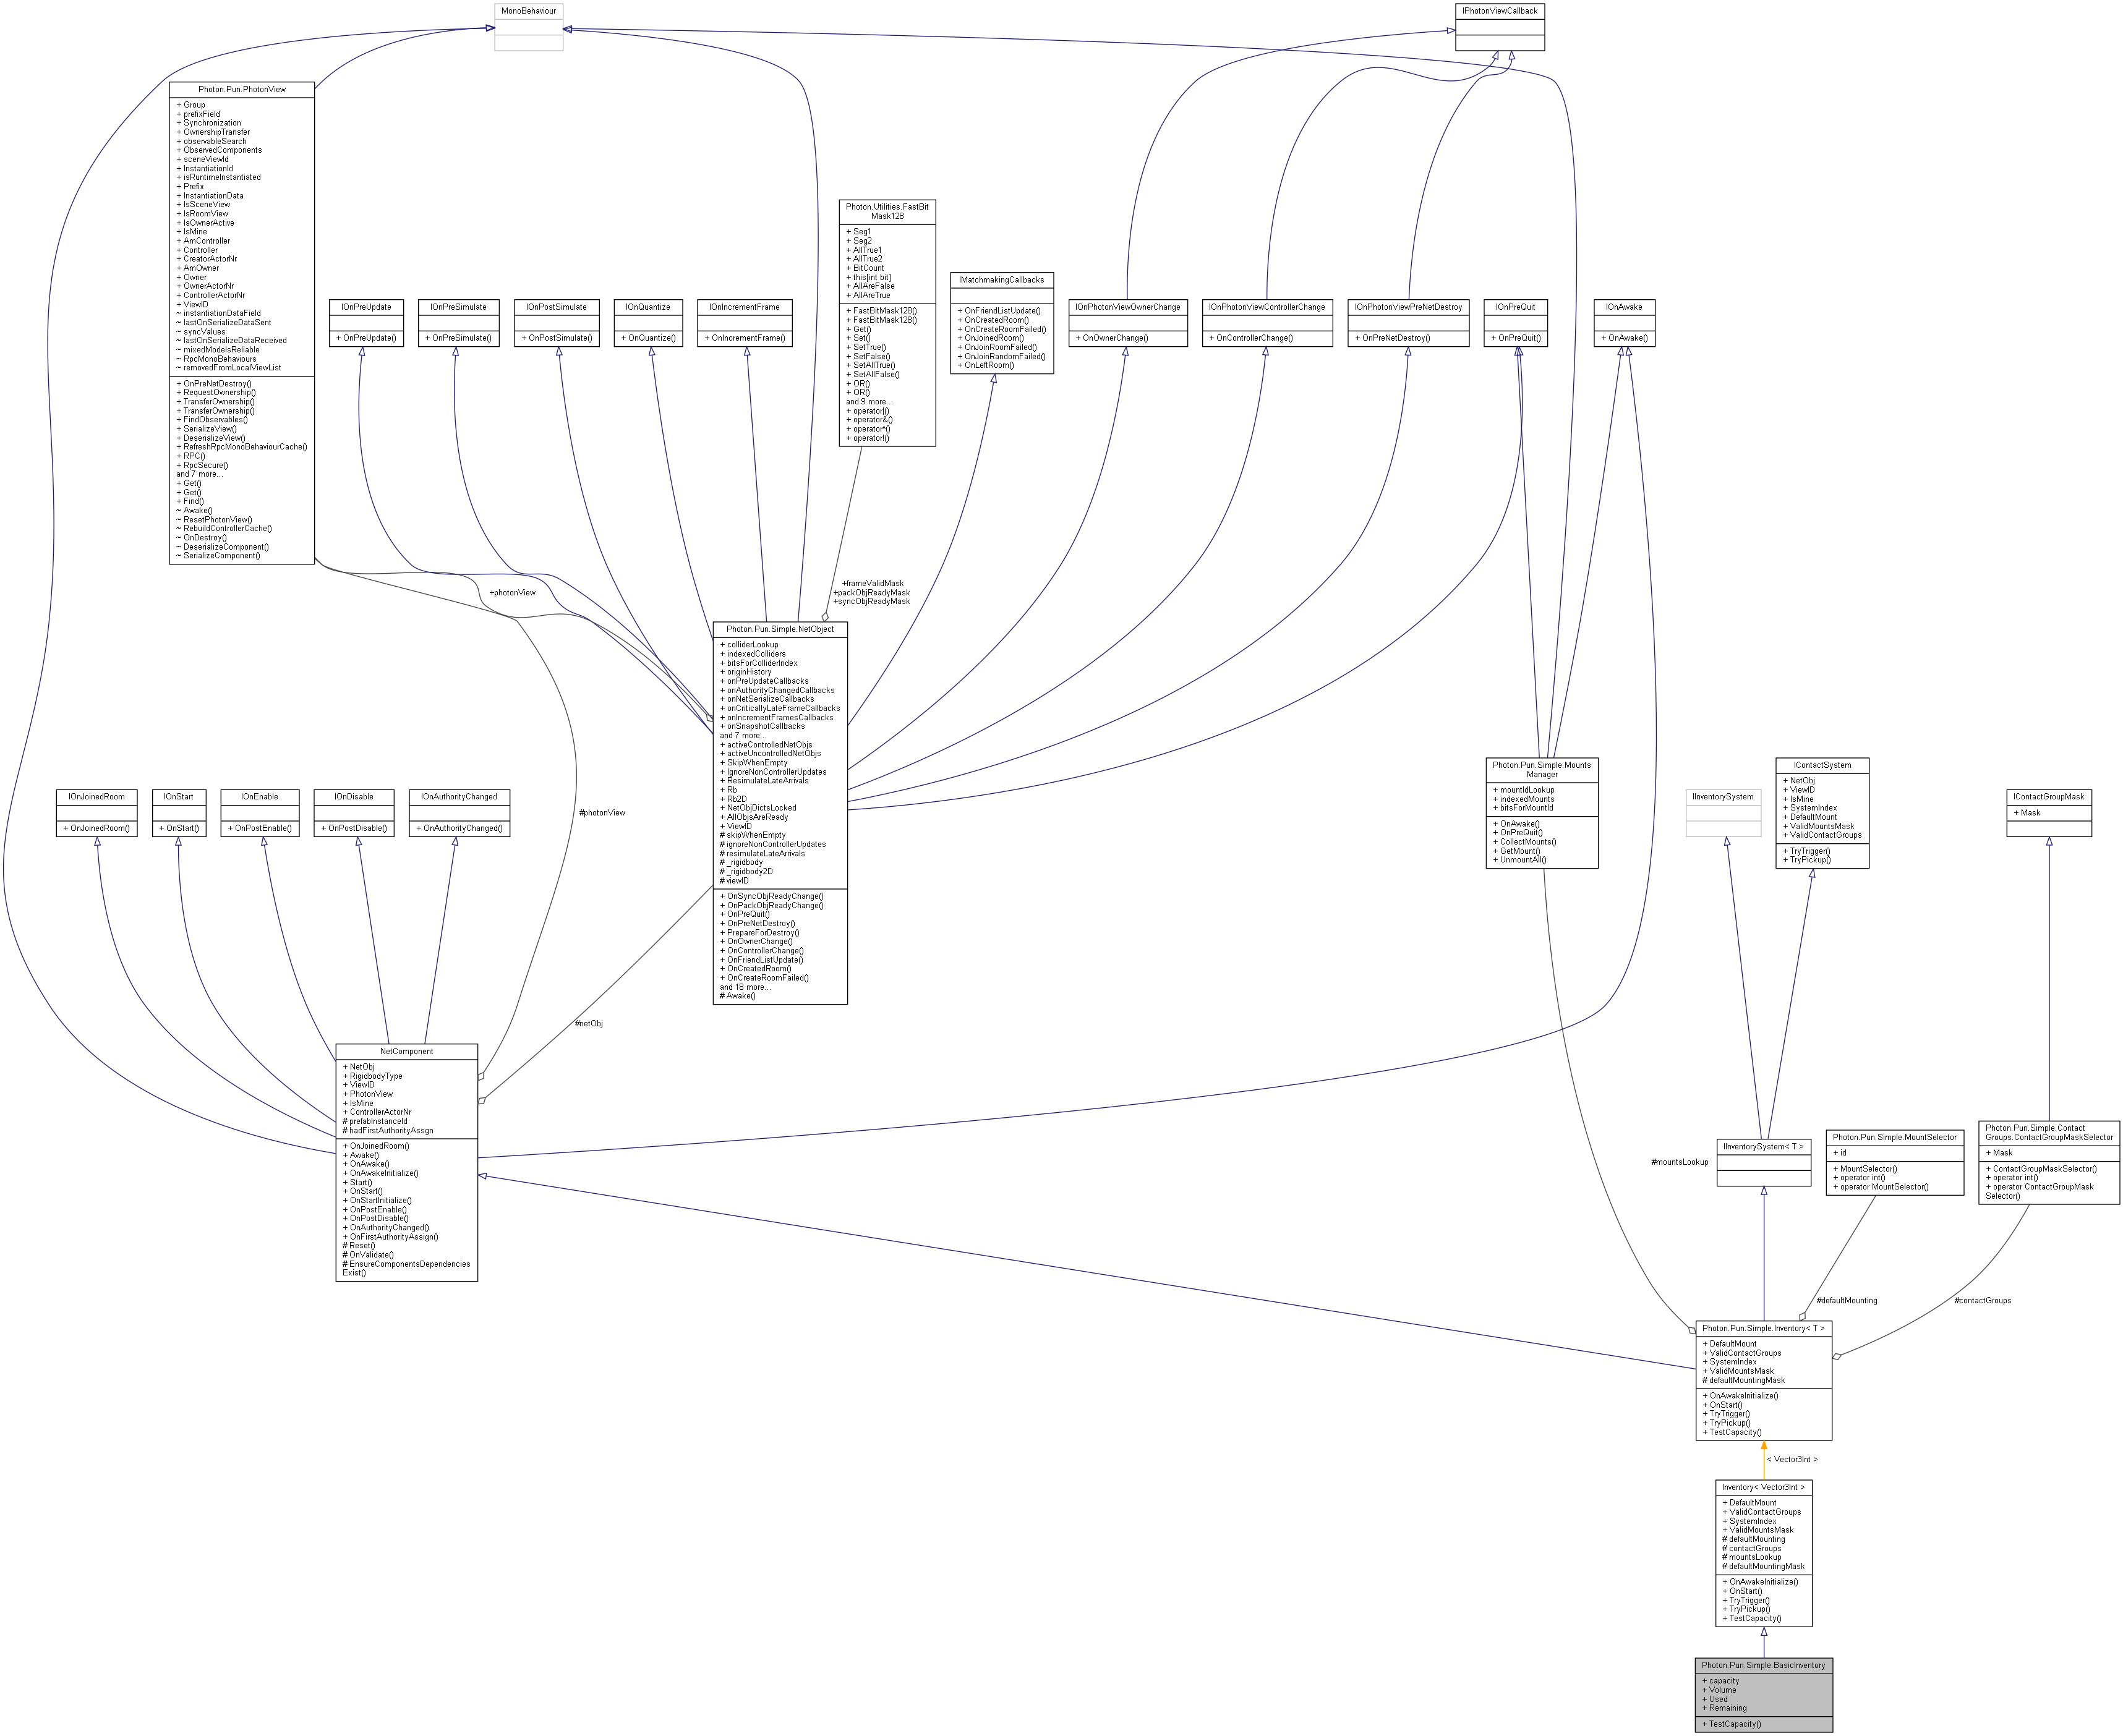 MonoBehaviour
IPhotonViewCallback
Photon.Pun.PhotonView
+ Group
+ prefixField
+ Synchronization
+ OwnershipTransfer
+ observableSearch
+ ObservedComponents
+ sceneViewId
+ InstantiationId
+ isRuntimeInstantiated
+ Prefix
+ InstantiationData
+ IsSceneView
+ IsRoomView
+ IsOwnerActive
+ IsMine
+ AmController
+ Controller
+ CreatorActorNr
+ AmOwner
+ Owner
+ OwnerActorNr
+ ControllerActorNr
+ ViewID
~ instantiationDataField
~ lastOnSerializeDataSent
~ syncValues
~ lastOnSerializeDataReceived
~ mixedModeIsReliable
~ RpcMonoBehaviours
~ removedFromLocalViewList
+ OnPreNetDestroy()
+ RequestOwnership()
+ TransferOwnership()
+ TransferOwnership()
+ FindObservables()
+ SerializeView()
+ DeserializeView()
+ RefreshRpcMonoBehaviourCache()
+ RPC()
+ RpcSecure()
and 7 more...
+ Get()
+ Get()
+ Find()
~ Awake()
~ ResetPhotonView()
~ RebuildControllerCache()
~ OnDestroy()
~ DeserializeComponent()
~ SerializeComponent()
Photon.Utilities.FastBit
Mask128
+ Seg1
+ Seg2
+ AllTrue1
+ AllTrue2
+ BitCount
+ this[int bit]
+ AllAreFalse
+ AllAreTrue
+ FastBitMask128()
+ FastBitMask128()
+ Get()
+ Set()
+ SetTrue()
+ SetFalse()
+ SetAllTrue()
+ SetAllFalse()
+ OR()
+ OR()
and 9 more...
+ operator|()
+ operator&()
+ operator^()
+ operator!()
IMatchmakingCallbacks
+ OnFriendListUpdate()
+ OnCreatedRoom()
+ OnCreateRoomFailed()
+ OnJoinedRoom()
+ OnJoinRoomFailed()
+ OnJoinRandomFailed()
+ OnLeftRoom()
IOnPreUpdate
+ OnPreUpdate()
IOnPreSimulate
+ OnPreSimulate()
IOnPostSimulate
+ OnPostSimulate()
IOnQuantize
+ OnQuantize()
IOnIncrementFrame
+ OnIncrementFrame()
IOnPhotonViewOwnerChange
+ OnOwnerChange()
IOnPhotonViewControllerChange
+ OnControllerChange()
IOnPhotonViewPreNetDestroy
+ OnPreNetDestroy()
IOnPreQuit
+ OnPreQuit()
IOnAwake
+ OnAwake()
+photonView
+frameValidMask
+packObjReadyMask
+syncObjReadyMask
Photon.Pun.Simple.NetObject
+ colliderLookup
+ indexedColliders
+ bitsForColliderIndex
+ originHistory
+ onPreUpdateCallbacks
+ onAuthorityChangedCallbacks
+ onNetSerializeCallbacks
+ onCriticallyLateFrameCallbacks
+ onIncrementFramesCallbacks
+ onSnapshotCallbacks
and 7 more...
+ activeControlledNetObjs
+ activeUncontrolledNetObjs
+ SkipWhenEmpty
+ IgnoreNonControllerUpdates
+ ResimulateLateArrivals
+ Rb
+ Rb2D
+ NetObjDictsLocked
+ AllObjsAreReady
+ ViewID
# skipWhenEmpty
# ignoreNonControllerUpdates
# resimulateLateArrivals
# _rigidbody
# _rigidbody2D
# viewID
+ OnSyncObjReadyChange()
+ OnPackObjReadyChange()
+ OnPreQuit()
+ OnPreNetDestroy()
+ PrepareForDestroy()
+ OnOwnerChange()
+ OnControllerChange()
+ OnFriendListUpdate()
+ OnCreatedRoom()
+ OnCreateRoomFailed()
and 18 more...
# Awake()
Photon.Pun.Simple.Mounts
Manager
+ mountIdLookup
+ indexedMounts
+ bitsForMountId
+ OnAwake()
+ OnPreQuit()
+ CollectMounts()
+ GetMount()
+ UnmountAll()
IInventorySystem
IContactSystem
+ NetObj
+ ViewID
+ IsMine
+ SystemIndex
+ DefaultMount
+ ValidMountsMask
+ ValidContactGroups
+ TryTrigger()
+ TryPickup()
IContactGroupMask
+ Mask
IOnJoinedRoom
+ OnJoinedRoom()
IOnStart
+ OnStart()
IOnEnable
+ OnPostEnable()
IOnDisable
+ OnPostDisable()
IOnAuthorityChanged
+ OnAuthorityChanged()
#photonView
#netObj
NetComponent
+ NetObj
+ RigidbodyType
+ ViewID
+ PhotonView
+ IsMine
+ ControllerActorNr
# prefabInstanceId
# hadFirstAuthorityAssgn
+ OnJoinedRoom()
+ Awake()
+ OnAwake()
+ OnAwakeInitialize()
+ Start()
+ OnStart()
+ OnStartInitialize()
+ OnPostEnable()
+ OnPostDisable()
+ OnAuthorityChanged()
+ OnFirstAuthorityAssign()
# Reset()
# OnValidate()
# EnsureComponentsDependencies
Exist()
#mountsLookup
IInventorySystem< T >
Photon.Pun.Simple.MountSelector
+ id
+ MountSelector()
+ operator int()
+ operator MountSelector()
Photon.Pun.Simple.Contact
Groups.ContactGroupMaskSelector
+ Mask
+ ContactGroupMaskSelector()
+ operator int()
+ operator ContactGroupMask
Selector()
#defaultMounting
#contactGroups
Photon.Pun.Simple.Inventory< T >
+ DefaultMount
+ ValidContactGroups
+ SystemIndex
+ ValidMountsMask
# defaultMountingMask
+ OnAwakeInitialize()
+ OnStart()
+ TryTrigger()
+ TryPickup()
+ TestCapacity()
< Vector3Int >
Inventory< Vector3Int >
+ DefaultMount
+ ValidContactGroups
+ SystemIndex
+ ValidMountsMask
# defaultMounting
# contactGroups
# mountsLookup
# defaultMountingMask
+ OnAwakeInitialize()
+ OnStart()
+ TryTrigger()
+ TryPickup()
+ TestCapacity()
Photon.Pun.Simple.BasicInventory
+ capacity
+ Volume
+ Used
+ Remaining
+ TestCapacity()